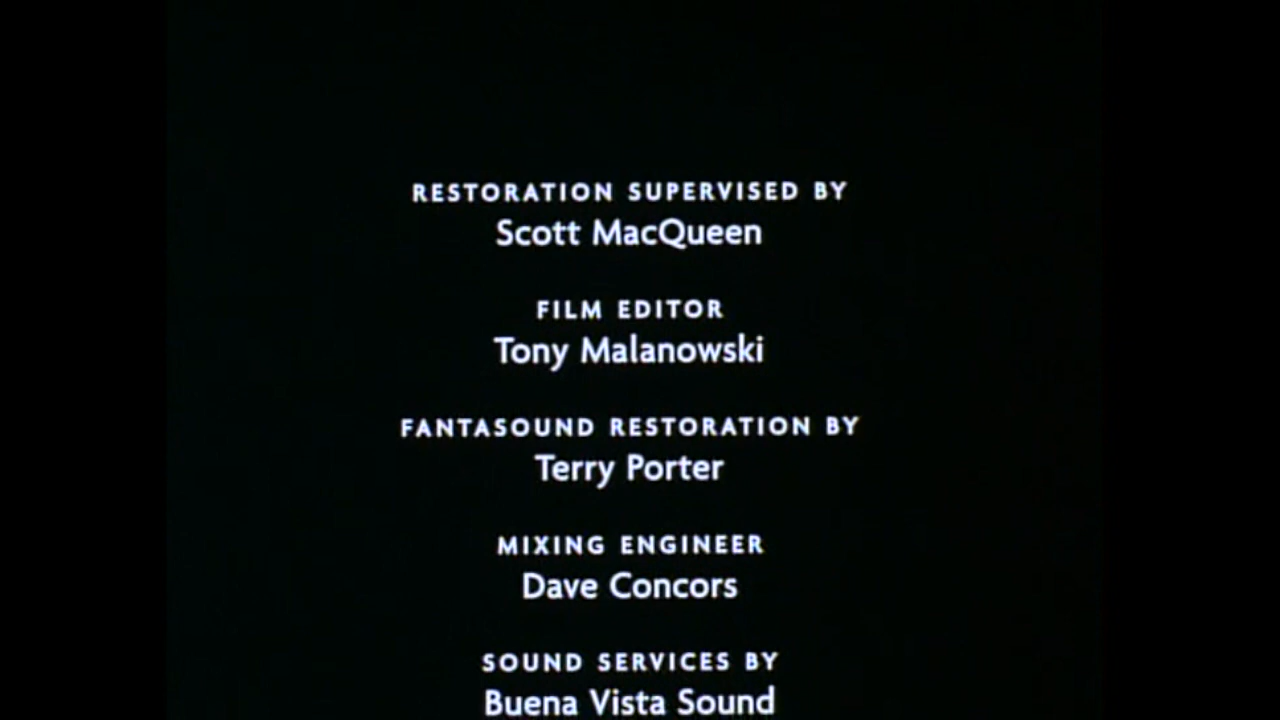 RESTORATION SUPERVISED BY
Scott MacQueen
FILM EDITOR
Tony Malanowski
FANTASOUND RESTORATION BY
Terry Porter
MIXING ENGINEER
Dave Concors
SOUND SERVICES BY
Buena Vista Sound